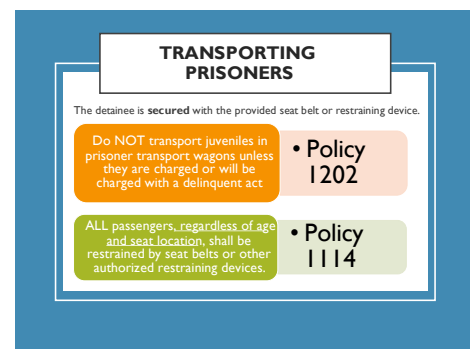 TRANSPORTING
PRISONERS
The detainee is secured with the provided seat belt or restraining device.
Do NOT transport juveniles in
prisoner transport wagons unless
they are charged or will be
charged with a delinquent act
• Policy
1202
ALL passengers, regardless of age
and seat location, shall be
restrained by seat belts or other
authorized restraining devices.
• Policy
1114